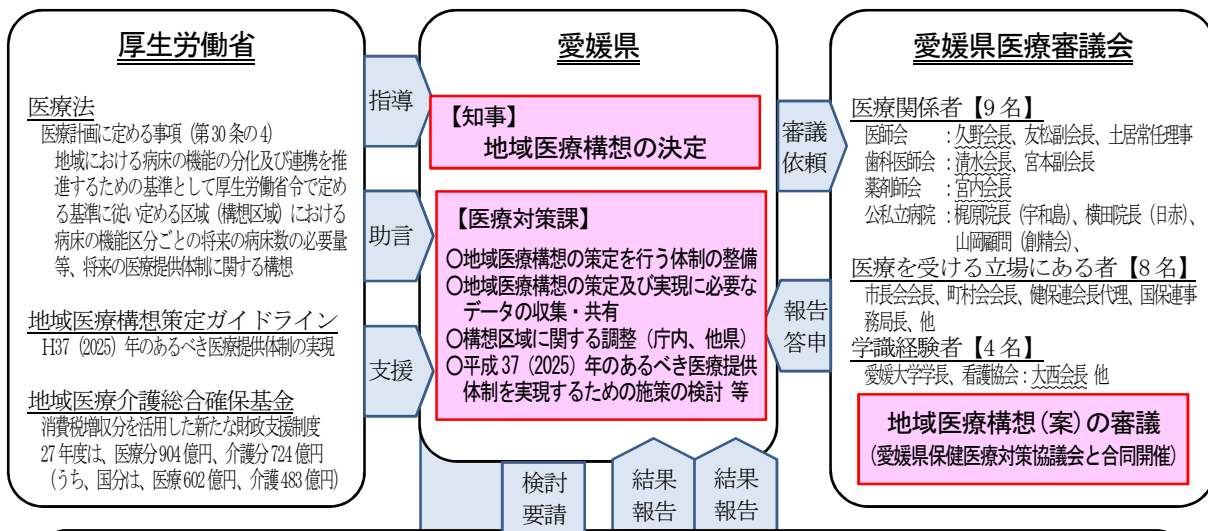 厚生労働省
医療法
医療計画に定める事項（第30条の4）
地域における病床の機能の分化及び連携を推
進するための基準として厚生労働省令で定め
る基準に従い定める区域（構想区域）における
病床の機能区分ごとの将来の病床数の必要量
等、将来の医療提供体制に関する構想
地域医療構想策定ガイドライン
H37（2025）年のあるべき医療提供体制の実現
地域医療介護総合確保基金
消費税増収分を活用した新たな財政支援制度
27年度は、医療分904億円、介護分724億円
（うち、国分は、医療602億円、介護483億円）
指導
助言
支援
愛媛県
【知事】
地域医療構想の決定
【医療対策課】
○地域医療構想の策定を行う体制の整備
○地域医療構想の策定及び実現に必要な
データの収集・共有
○構想区域に関する調整（庁内、他県）
○平成37（2025）年のあるべき医療提供
体制を実現するための施策の検討 等
検討
要請
結果
報告
結果
報告
審議
依頼
報告
答申
愛媛県医療審議会
医療関係者【9名】
医師会　：久野会長、友松副会長、土居常任理事
歯科医師会：清水会長、宮本副会長
薬剤師会　：宮内会長
公私立病院：梶原院長（宇和島）、横田院長（日赤）、
山岡顧問（創精会）、
医療を受ける立場にある者【8名】
市長会会長、町村会会長、健保連会長代理、国保連事
務局長、他
学識経験者【4名】
愛媛大学学長、看護協会：大西会長 他
地域医療構想（案）の審議
（愛媛県保健医療対策協議会と合同開催）